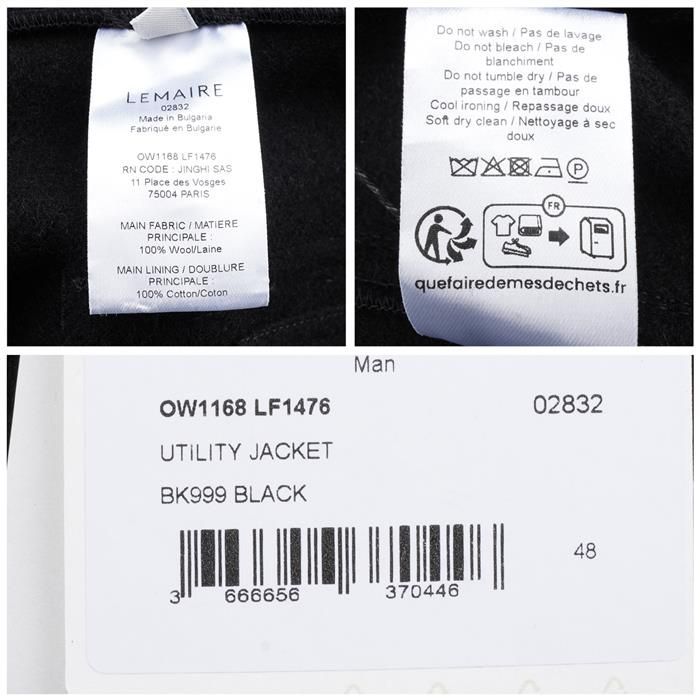 LEMAIRE
02832
Made in Bulgaria
Fabriqué en Bulgarie
OW1168 LF1476
RN CODE : JINGHI SAS
11 Place des Vosges
75004 PARIS
MAIN FABRIC / MATIERE
PRINCIPALE :
100% Wool/Laine
MAIN LINING / DOUBLURE
PRINCIPALE :
100% Cotton/Coton
Do not wash / Pas de lavage
Do not bleach / Pas de
blanchiment
Do not tumble dry / Pas de
passage en tambour
Cool ironing / Repassage doux
Soft dry clean / Nettoyage à sec
doux
P
FR
quefairedemesdechets.fr
Man
OW1168 LF1476 02832
UTILITY JACKET
BK999 BLACK
48
3 666656 370446